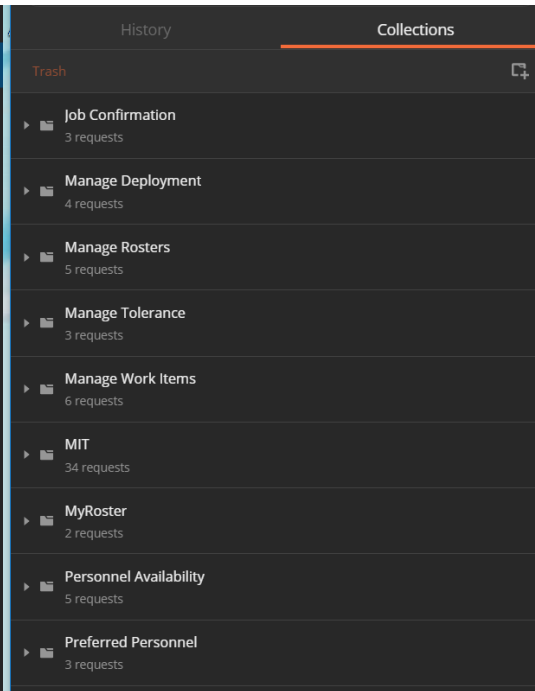 History
Collections
Trash
Job Confirmation
3 requests
Manage Deployment
4 requests
Manage Rosters
5 requests
Manage Tolerance
3 requests
Manage Work Items
6 requests
MIT
34 requests
MyRoster
2 requests
Personnel Availability
5 requests
Preferred Personnel
3 requests